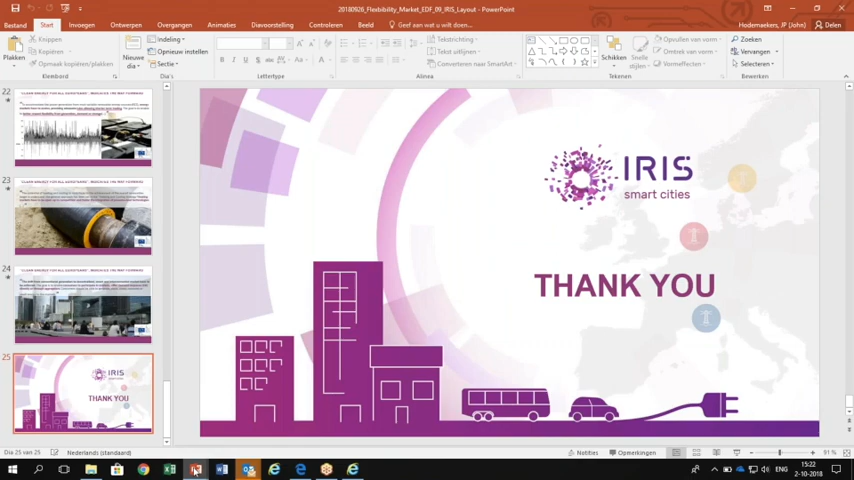 20180926_Flexibility_Market_EDF_09_IRIS_Layout - PowerPoint
Hodemaekers, JP (John)
Delen
Bestand
Start
Invoegen
Ontwerpen
Overgangen
Animaties
Diavoorstelling
Controleren
Beeld
Geef aan wat u wilt doen.
Plakken
Knippen
Kopiëren
Opmaak kopiëren/plakken
Klembord
Nieuwe
dia
Indeling
Opnieuw instellen
Sectie
Dia's
Lettertype
Tekstrichting
Tekst uitlijnen
Converteren naar SmartArt
Alinea
Schikken
Snelle
stijlen
Opvullen van vorm
Omtrek van vorm
Vormeffecten
Tekenen
Zoeken
Vervangen
Selecteren
Bewerken
22
23
24
25
IRIS
THANK YOU
IRIS
smart cities
THANK YOU
Dia 25 van 25
Nederlands (standaard)
Notities
Opmerkingen
91 %
ENG
15:22
2-10-2018